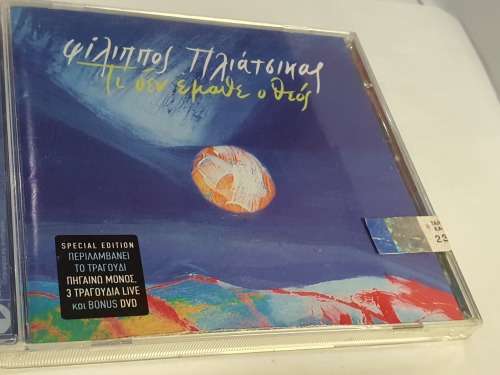 φίλιππος Πλιάτσικας
Τι δεν έμαθε ο θεός
SPECIAL EDITION
ΠΕΡΙΛΑΜΒΑΝΕΙ
ΤΟ ΤΡΑΓΟΥΔΙ
ΠΗΓΑΙΝΩ ΜΟΝΟΣ,
3 ΤΡΑΓΟΥΔΙΑ LIVE
και BONUS DVD